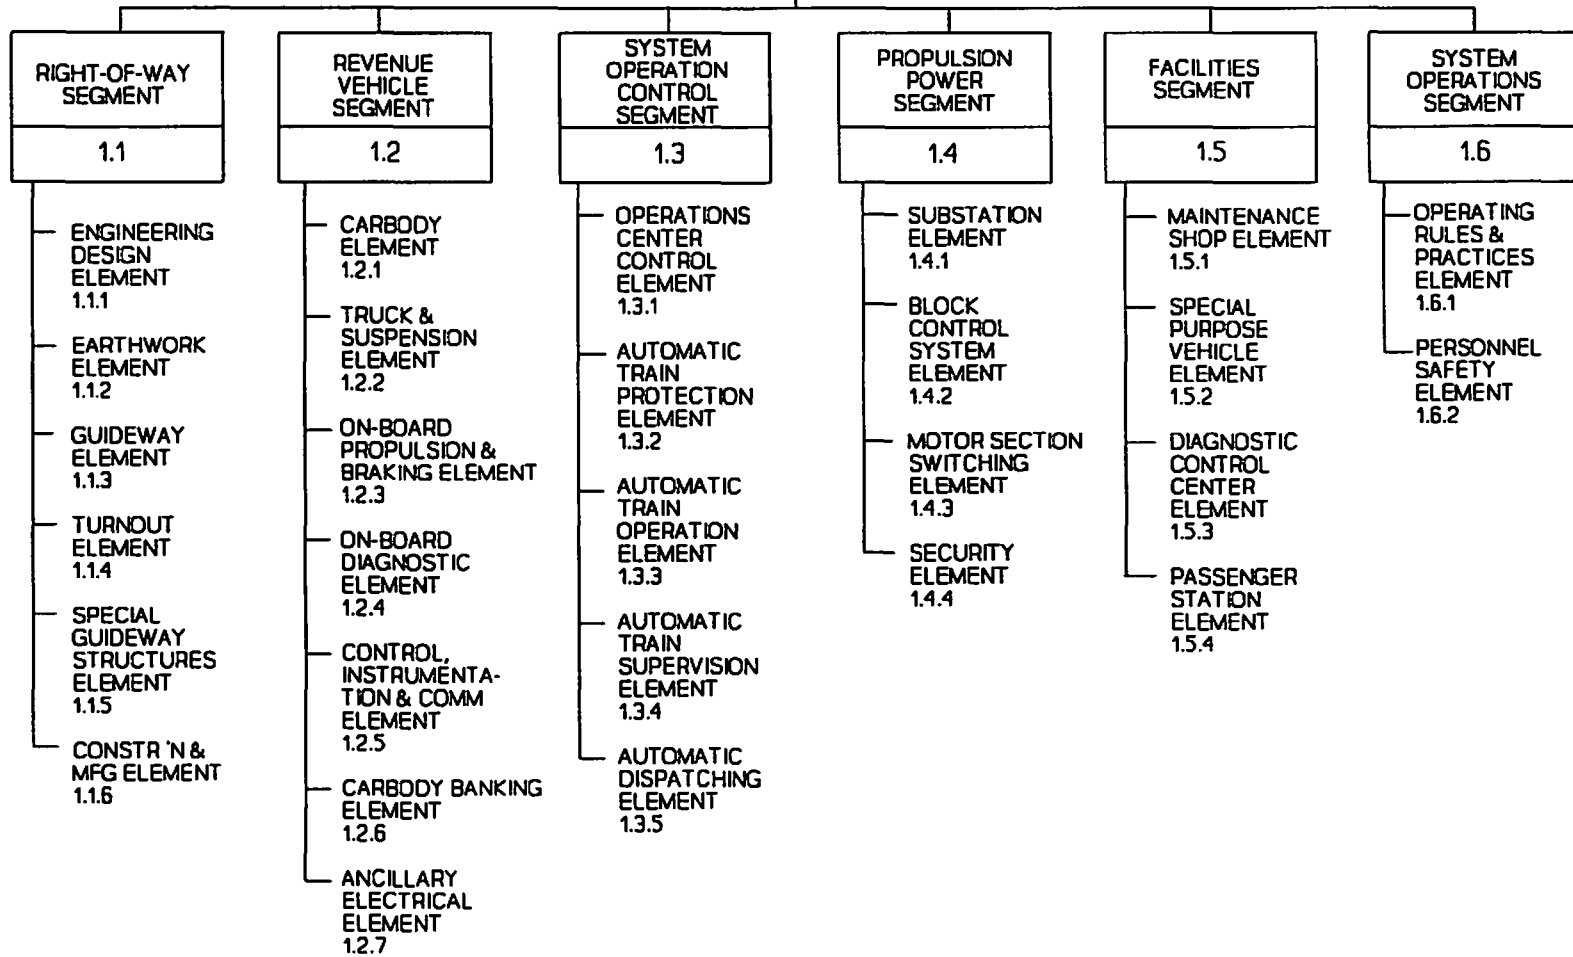 RIGHT-OF-WAY
SEGMENT
1.1
ENGINEERING
DESIGN
ELEMENT
1.1.1
EARTHWORK
ELEMENT
1.1.2
GUIDEWAY
ELEMENT
1.1.3
TURNOUT
ELEMENT
1.1.4
SPECIAL
GUIDEWAY
STRUCTURES
ELEMENT
1.1.5
CONSTR 'N &
MFG ELEMENT
1.1.6
REVENUE
VEHICLE
SEGMENT
1.2
CARBODY
ELEMENT
1.2.1
TRUCK &
SUSPENSION
ELEMENT
1.2.2
ON-BOARD
PROPULSION &
BRAKING ELEMENT
1.2.3
ON-BOARD
DIAGNOSTIC
ELEMENT
1.2.4
CONTROL,
INSTRUMENTA-
TION & COMM
ELEMENT
1.2.5
CARBODY BANKING
ELEMENT
1.2.6
ANCILLARY
ELECTRICAL
ELEMENT
1.2.7
SYSTEM
OPERATION
CONTROL
SEGMENT
1.3
OPERATIONS
CENTER
CONTROL
ELEMENT
1.3.1
AUTOMATIC
TRAIN
PROTECTION
ELEMENT
1.3.2
AUTOMATIC
TRAIN
OPERATION
ELEMENT
1.3.3
AUTOMATIC
TRAIN
SUPERVISION
ELEMENT
1.3.4
AUTOMATIC
DISPATCHING
ELEMENT
1.3.5
PROPULSION
POWER
SEGMENT
1.4
SUBSTATION
ELEMENT
1.4.1
BLOCK
CONTROL
SYSTEM
ELEMENT
1.4.2
MOTOR SECTION
SWITCHING
ELEMENT
1.4.3
SECURITY
ELEMENT
1.4.4
FACILITIES
SEGMENT
1.5
MAINTENANCE
SHOP ELEMENT
1.5.1
SPECIAL
PURPOSE
VEHICLE
ELEMENT
1.5.2
DIAGNOSTIC
CONTROL
CENTER
ELEMENT
1.5.3
PASSENGER
STATION
ELEMENT
1.5.4
SYSTEM
OPERATIONS
SEGMENT
1.6
OPERATING
RULES &
PRACTICES
ELEMENT
1.6.1
PERSONNEL
SAFETY
ELEMENT
1.6.2